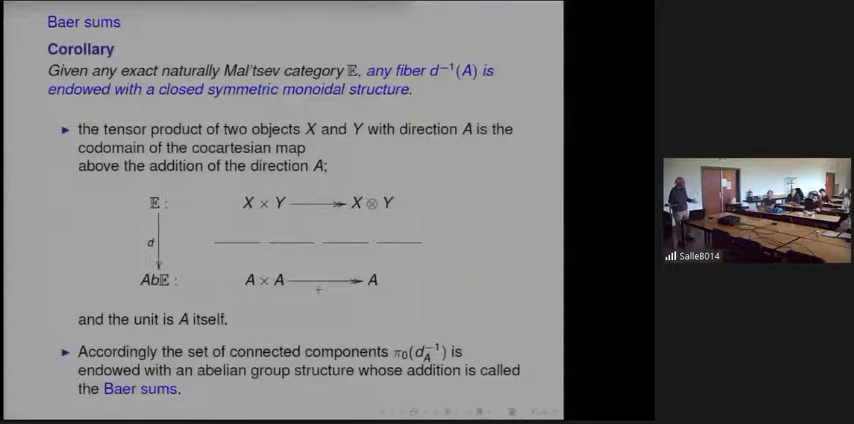 Baer sums
Corollary
Given any exact naturally Mal'tsev category 𝔼, any fiber d⁻¹(A) is
endowed with a closed symmetric monoidal structure.
► the tensor product of two objects X and Y with direction A is the
codomain of the cocartesian map
above the addition of the direction A;
𝔼 : X × Y ⟶ X ⊗ Y
d
Ab𝔼 : A × A ⟶ A
+
and the unit is A itself.
► Accordingly the set of connected components π₀(d_A⁻¹) is
endowed with an abelian group structure whose addition is called
the Baer sums.
SalleB014